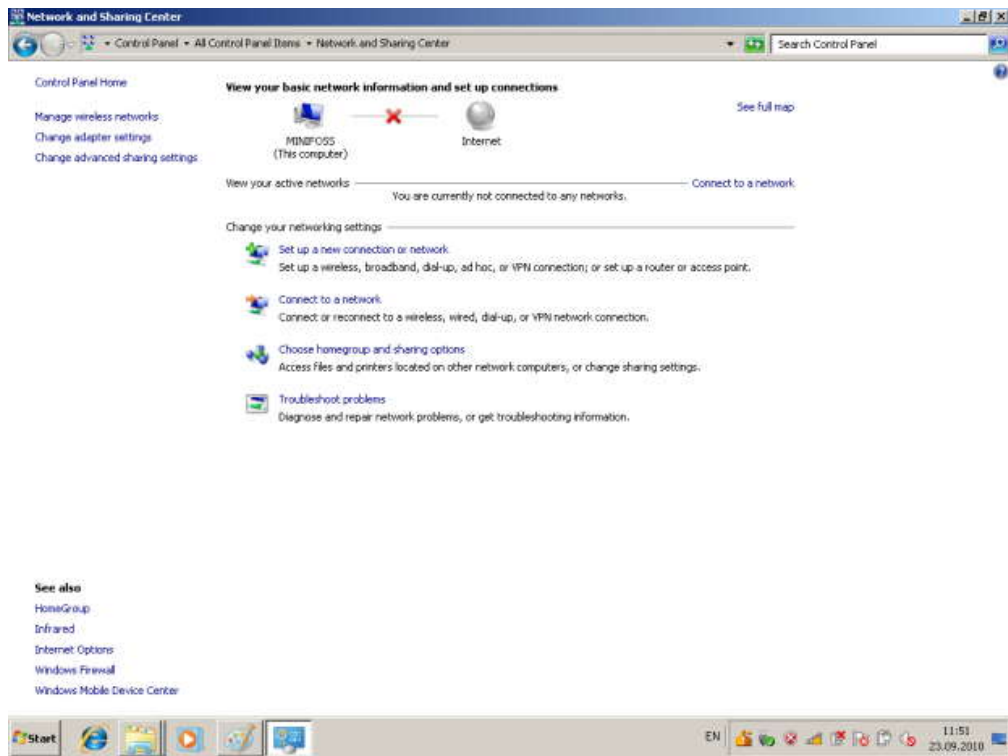 Network and Sharing Center
Control Panel All Control Panel Items Network and Sharing Center
Search Control Panel
Control Panel Home
Manage wireless networks
Change adapter settings
Change advanced sharing settings
View your basic network information and set up connections
See full map
MINIFOSS
(This computer)
Internet
View your active networks
Connect to a network
You are currently not connected to any networks.
Change your networking settings
Set up a new connection or network
Set up a wireless, broadband, dial-up, ad hoc, or VPN connection; or set up a router or access point.
Connect to a network
Connect or reconnect to a wireless, wired, dial-up, or VPN network connection.
Choose homegroup and sharing options
Access files and printers located on other network computers, or change sharing settings.
Troubleshoot problems
Diagnose and repair network problems, or get troubleshooting information.
See also
HomeGroup
Infrared
Internet Options
Windows Firewall
Windows Mobile Device Center
Start
EN
11:51
23.09.2010